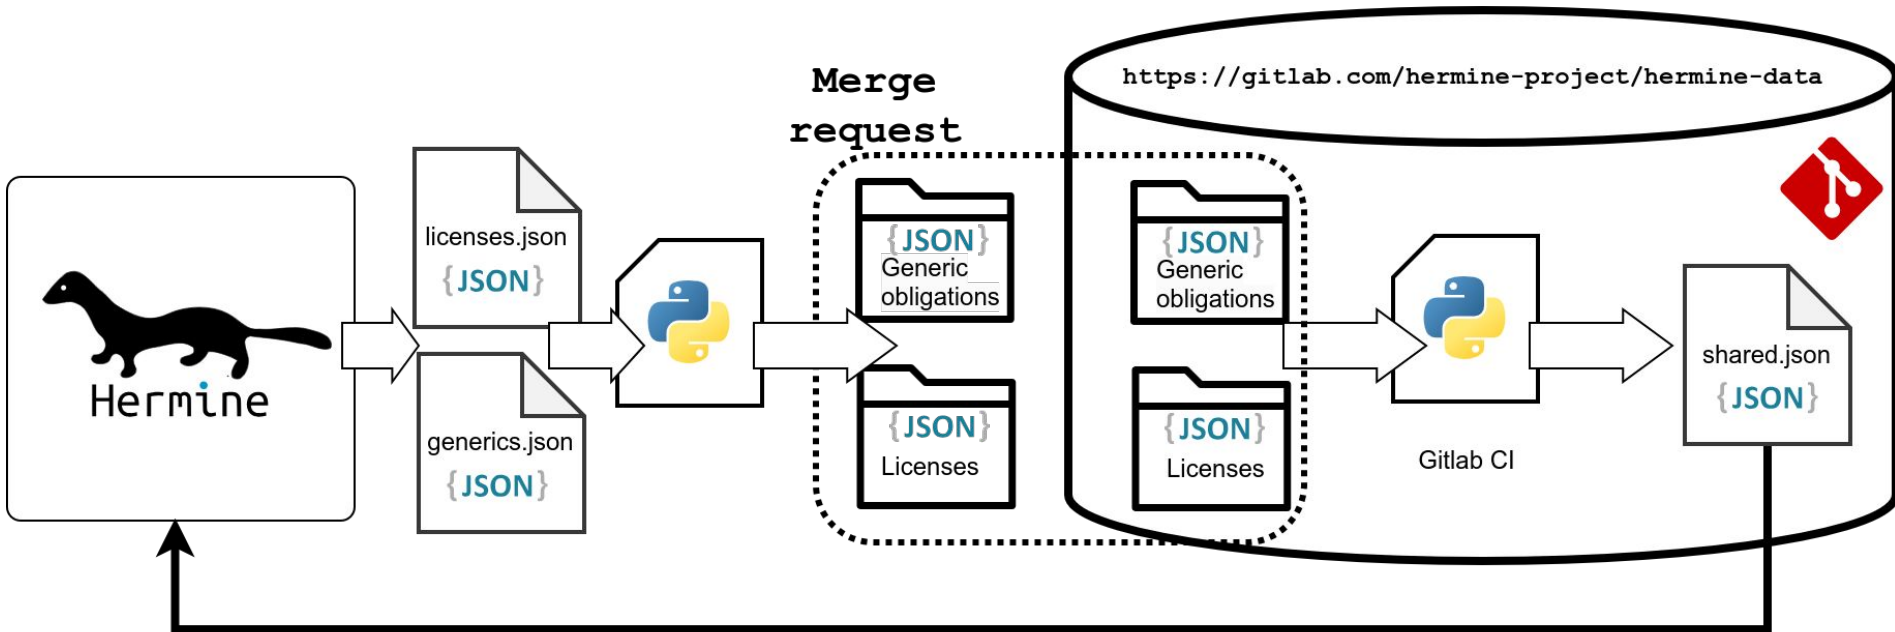 Merge
request
https://gitlab.com/hermine-project/hermine-data
licenses.json
{JSON}
generics.json
{JSON}
Hermine
{JSON}
Generic
obligations
{JSON}
Licenses
{JSON}
Generic
obligations
{JSON}
Licenses
Gitlab CI
shared.json
{JSON}